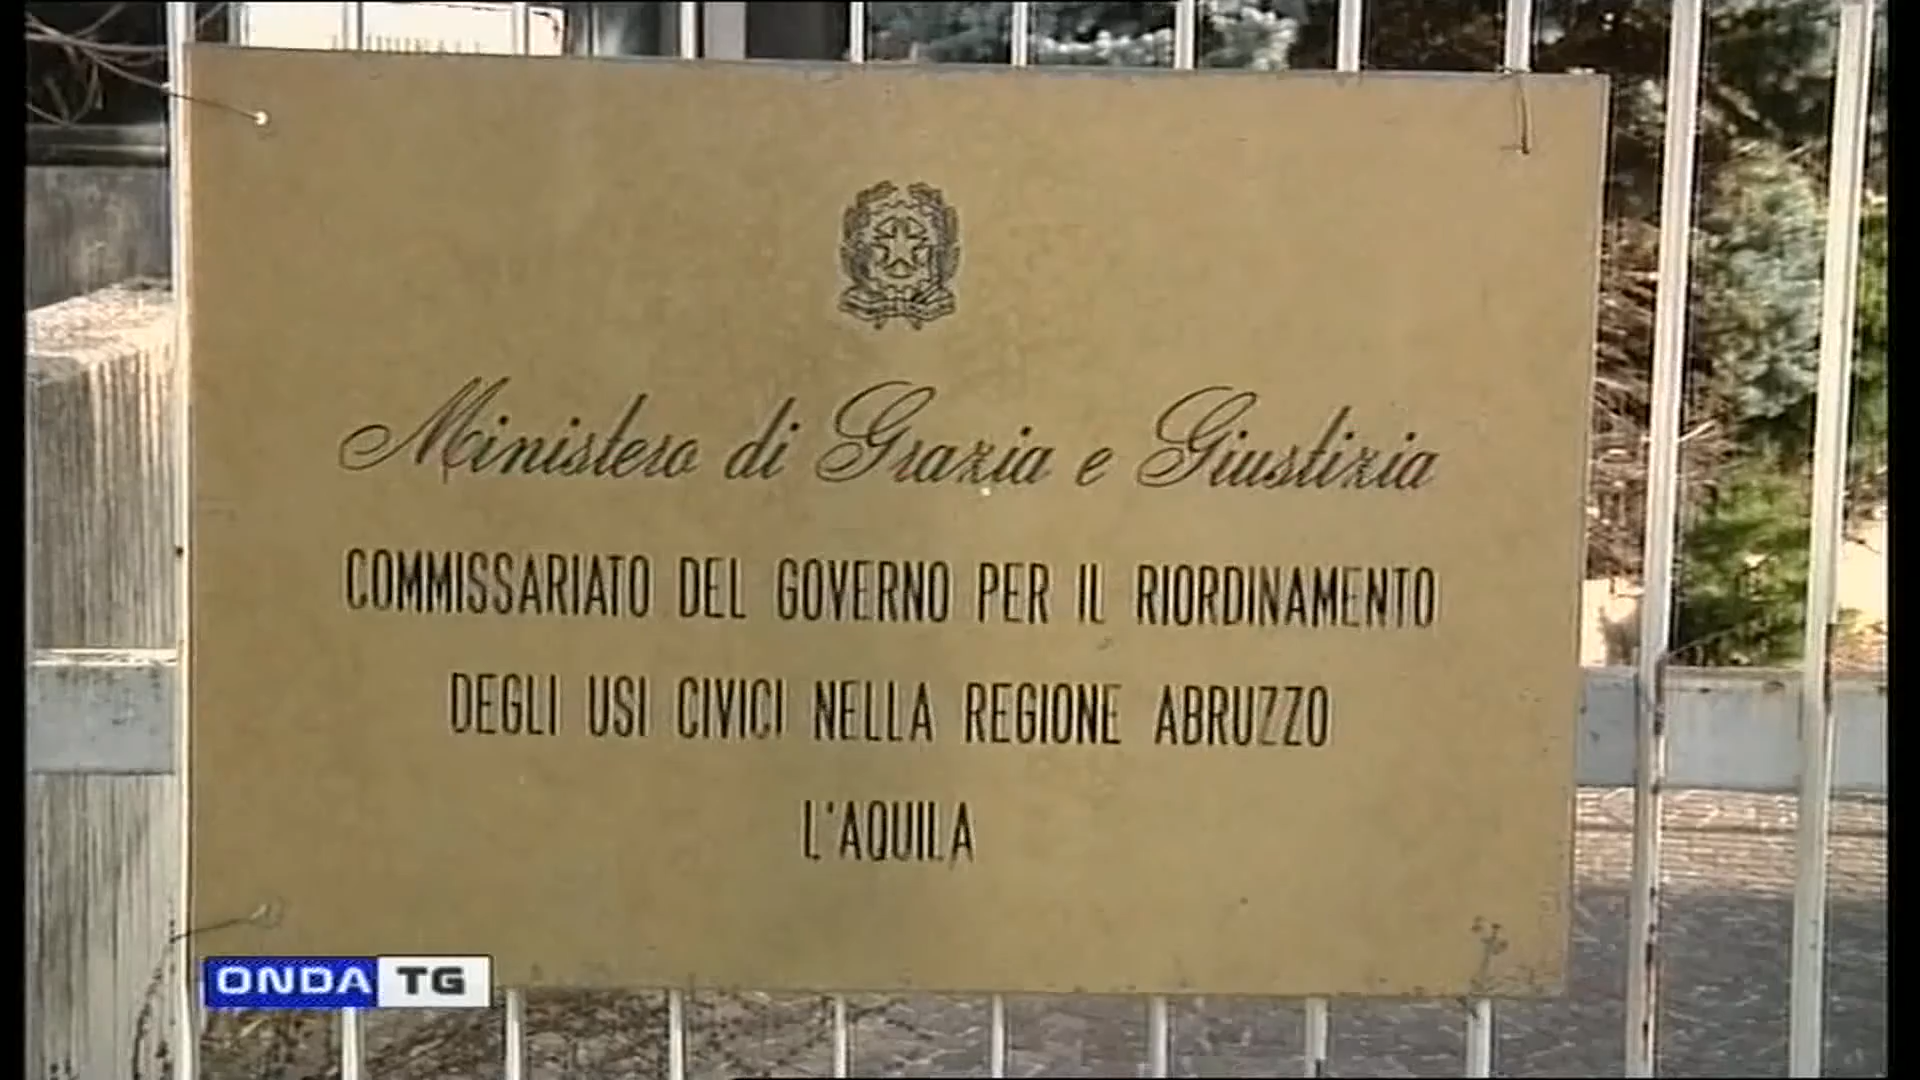 Ministero di Grazia e Giustizia
COMMISSARIATO DEL GOVERNO PER IL RIORDINAMENTO
DEGLI USI CIVICI NELLA REGIONE ABRUZZO
L'AQUILA
ONDA TG